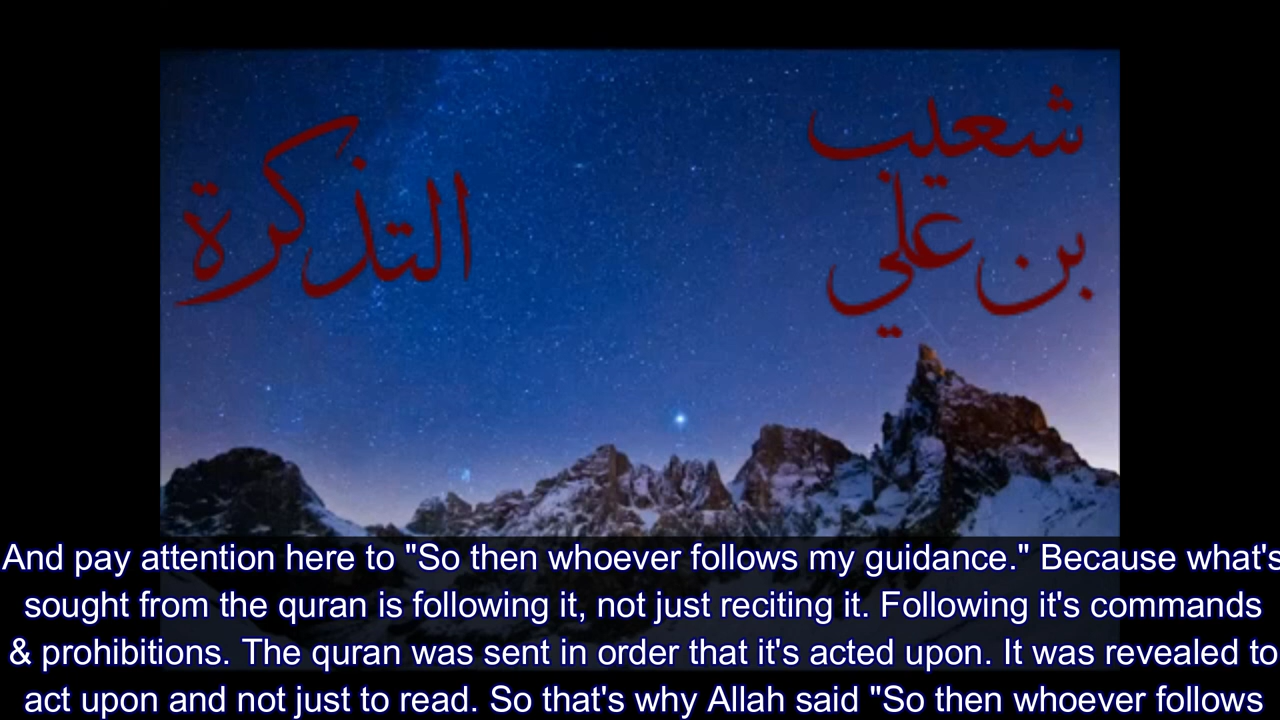 شعيب
بن علي
التذكرة
And pay attention here to "So then whoever follows my guidance." Because what's
sought from the quran is following it, not just reciting it. Following it's commands
& prohibitions. The quran was sent in order that it's acted upon. It was revealed to
act upon and not just to read. So that's why Allah said "So then whoever follows